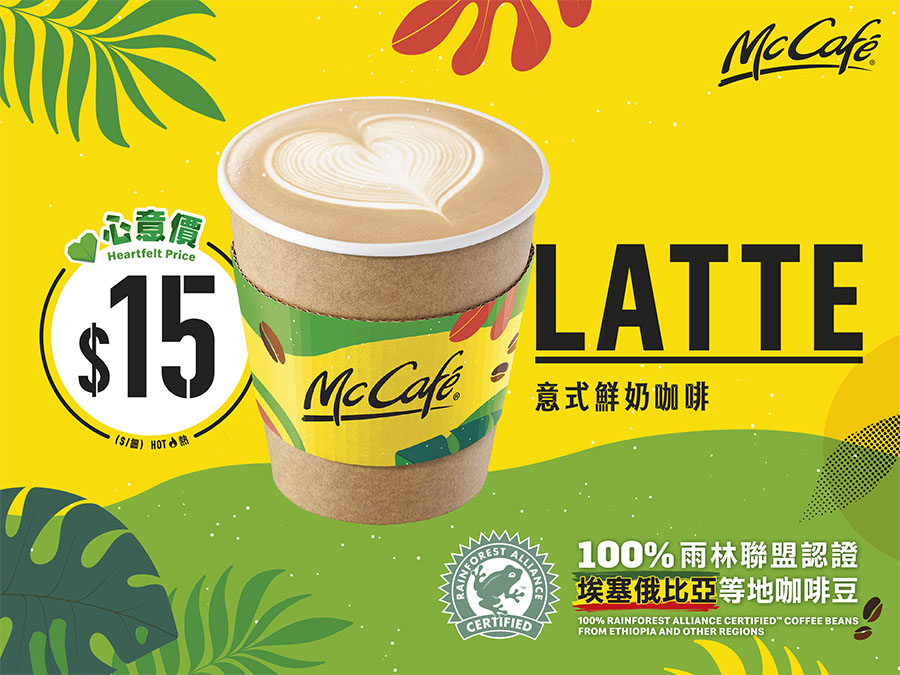 McCafé®
心意價
Heartfelt Price
$15
($/細) HOT 熱
McCafé®
LATTE
意式鮮奶咖啡
RAINFOREST ALLIANCE
CERTIFIED
100%雨林聯盟認證
埃塞俄比亞等地咖啡豆
100% RAINFOREST ALLIANCE CERTIFIED™ COFFEE BEANS
FROM ETHIOPIA AND OTHER REGIONS